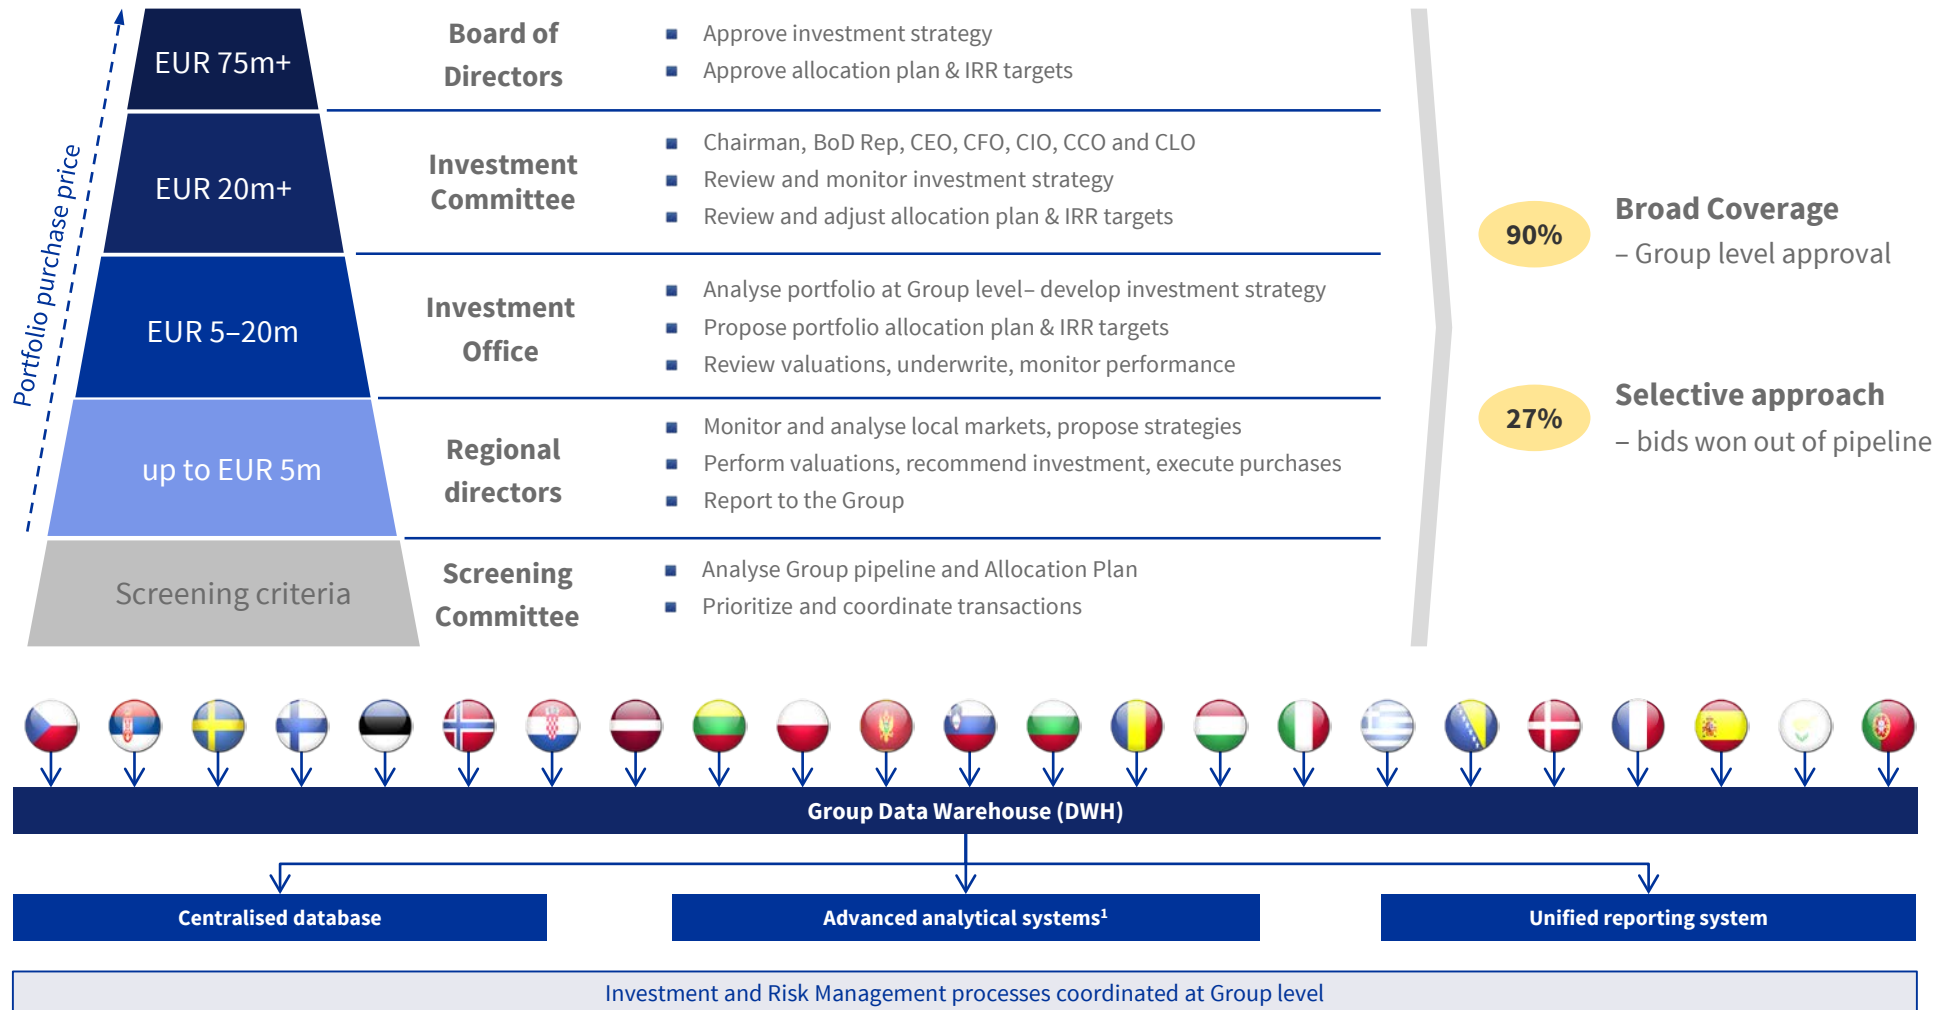 Portfolio purchase price
EUR 75m+
Board of
Directors
Approve investment strategy
Approve allocation plan & IRR targets
EUR 20m+
Investment
Committee
Chairman, BoD Rep, CEO, CFO, CIO, CCO and CLO
Review and monitor investment strategy
Review and adjust allocation plan & IRR targets
EUR 5–20m
Investment
Office
Analyse portfolio at Group level– develop investment strategy
Propose portfolio allocation plan & IRR targets
Review valuations, underwrite, monitor performance
up to EUR 5m
Regional
directors
Monitor and analyse local markets, propose strategies
Perform valuations, recommend investment, execute purchases
Report to the Group
Screening criteria
Screening
Committee
Analyse Group pipeline and Allocation Plan
Prioritize and coordinate transactions
90%
Broad Coverage
– Group level approval
27%
Selective approach
– bids won out of pipeline
Group Data Warehouse (DWH)
Centralised database
Advanced analytical systems¹
Unified reporting system
Investment and Risk Management processes coordinated at Group level